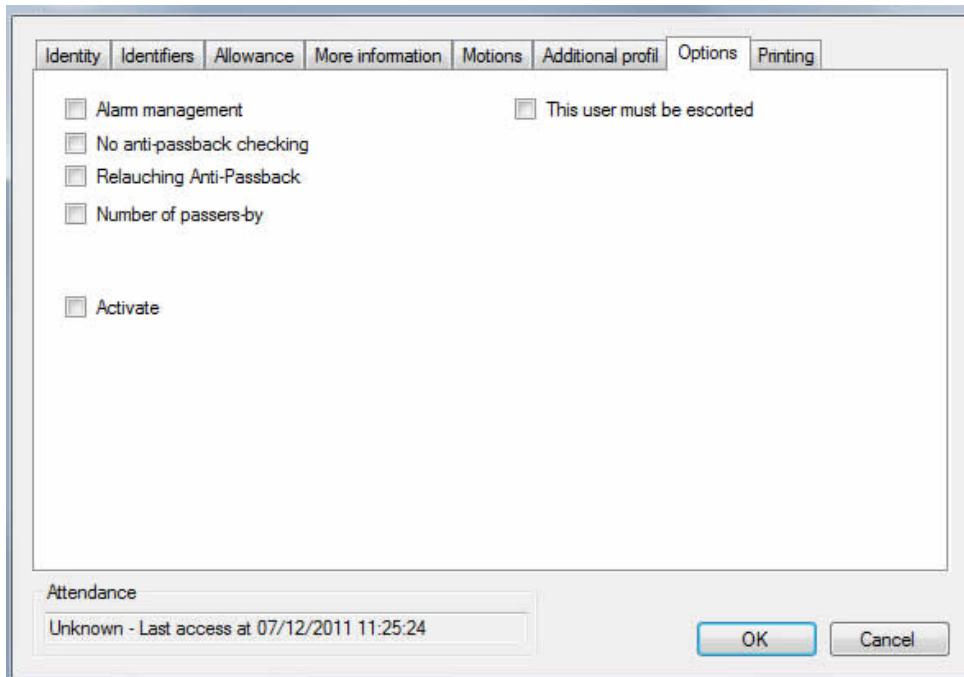 Identity Identifiers Allowance More information Motions Additional profil Options Printing
Alarm management This user must be escorted
No anti-passback checking
Relauching Anti-Passback
Number of passers-by
Activate
Attendance
Unknown - Last access at 07/12/2011 11:25:24
OK Cancel